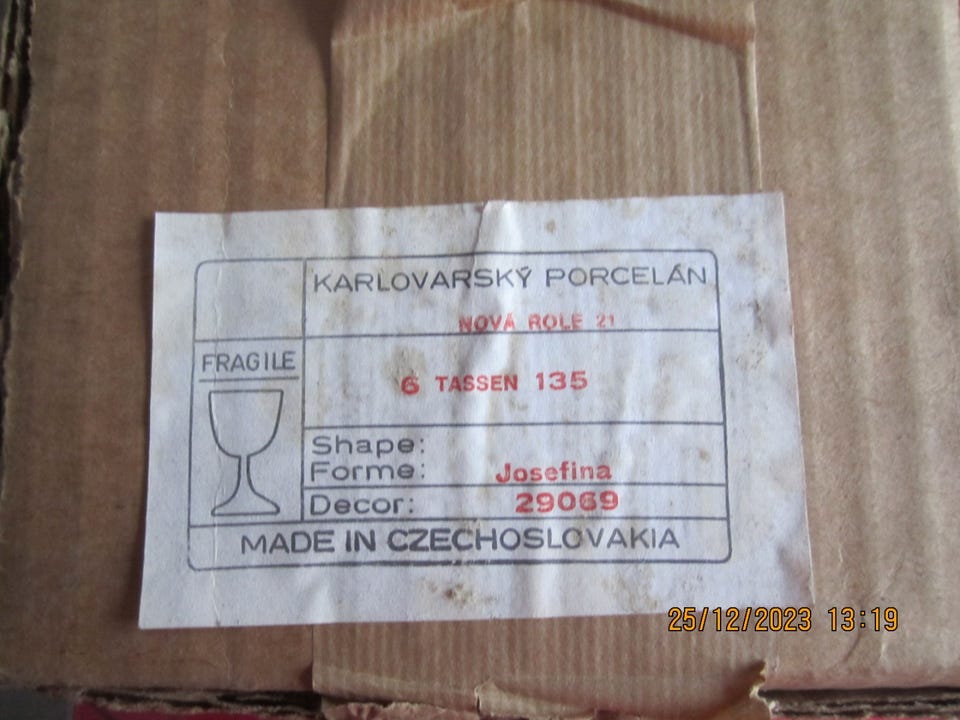 KARLOVARSKÝ PORCELÁN
NOVÁ ROLE 21
FRAGILE
6 TASSEN 135
Shape:
Forme: Josefina
Decor: 29069
MADE IN CZECHOSLOVAKIA
25/12/2023 13:19